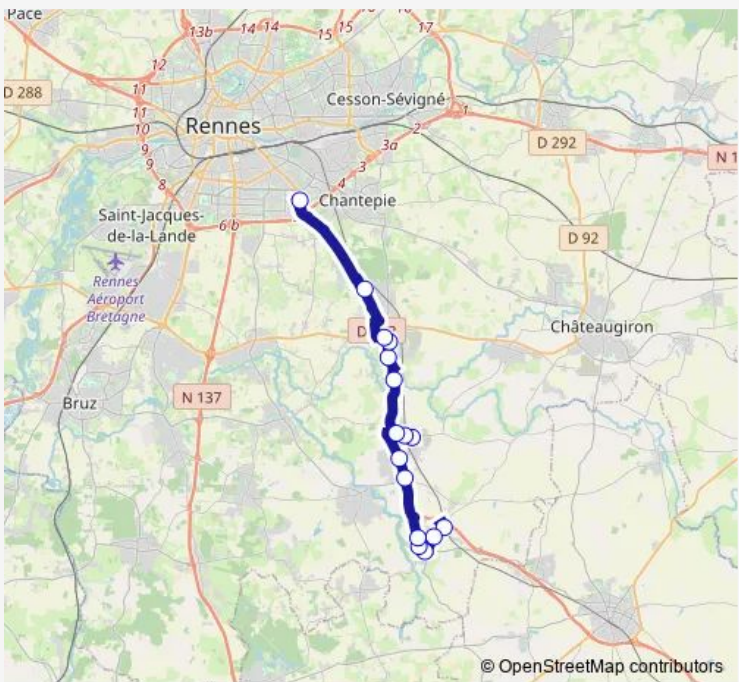 Pace
13b
14
14
15
15
16
17
12
11
11
10
9
9
8
D 288
Rennes
Cesson-Sévigné
1
2
3a
3
4
D 292
N 1
Chantepie
Saint-Jacques-
de-la-Lande
6 b
D 92
Rennes
Aéroport
Bretagne
D
Châteaugiron
N 137
Bruz
© OpenStreetMap contributors